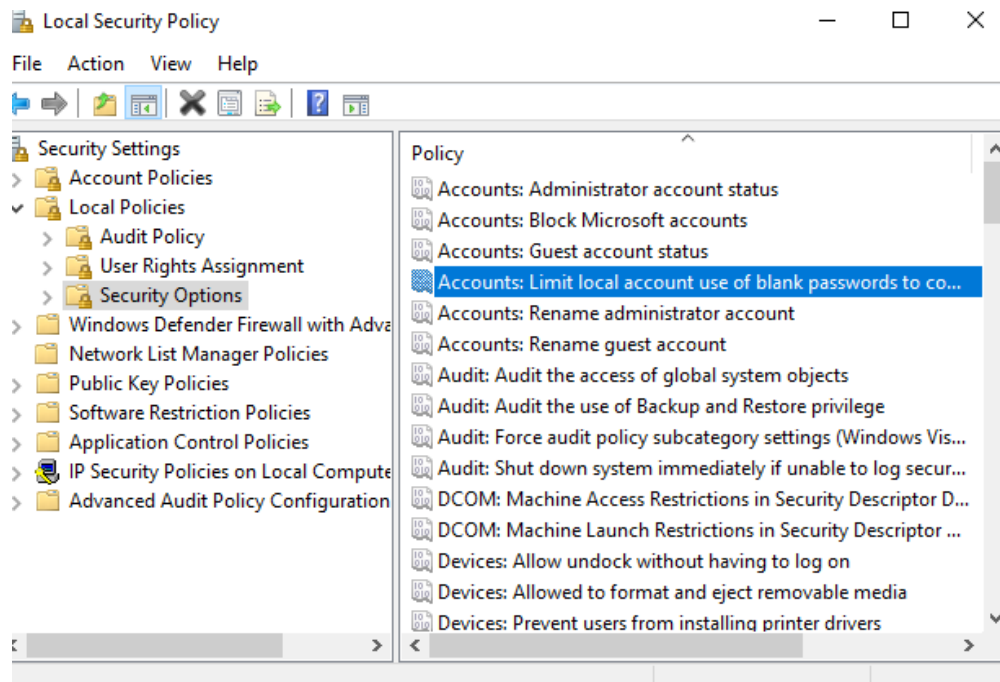 Local Security Policy
File Action View Help
Security Settings
Account Policies
Local Policies
Audit Policy
User Rights Assignment
Security Options
Windows Defender Firewall with Adva
Network List Manager Policies
Public Key Policies
Software Restriction Policies
Application Control Policies
IP Security Policies on Local Compute
Advanced Audit Policy Configuration
Policy
Accounts: Administrator account status
Accounts: Block Microsoft accounts
Accounts: Guest account status
Accounts: Limit local account use of blank passwords to co...
Accounts: Rename administrator account
Accounts: Rename guest account
Audit: Audit the access of global system objects
Audit: Audit the use of Backup and Restore privilege
Audit: Force audit policy subcategory settings (Windows Vis...
Audit: Shut down system immediately if unable to log secur...
DCOM: Machine Access Restrictions in Security Descriptor D...
DCOM: Machine Launch Restrictions in Security Descriptor ...
Devices: Allow undock without having to log on
Devices: Allowed to format and eject removable media
Devices: Prevent users from installing printer drivers